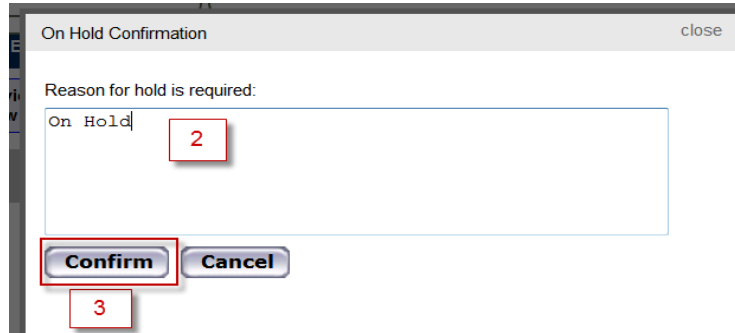 On Hold Confirmation close
Reason for hold is required:
On Hold
2
Confirm Cancel
3